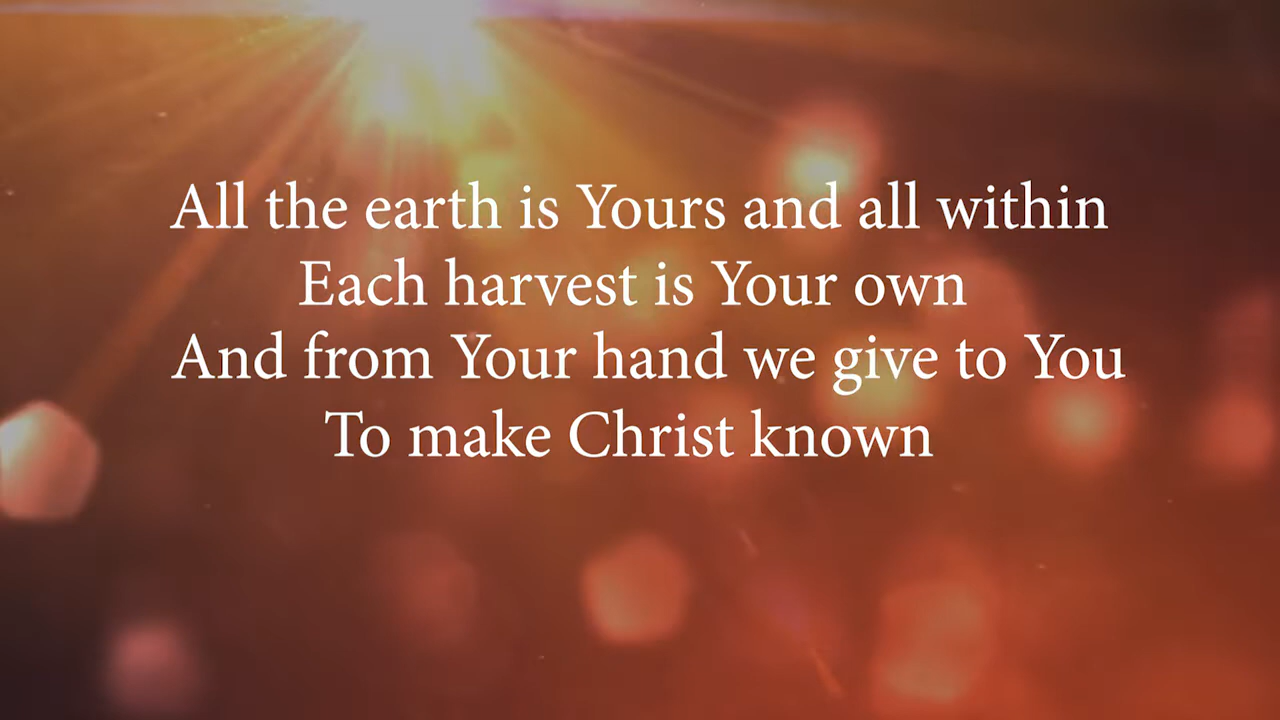 All the earth is Yours and all within
Each harvest is Your own
And from Your hand we give to You
To make Christ known